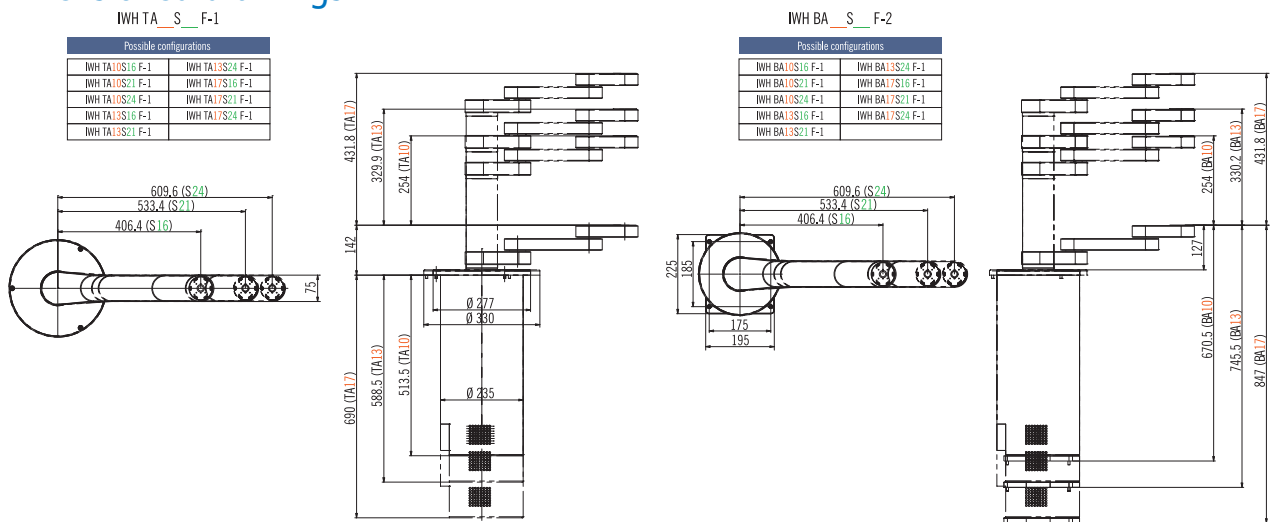 IWH TA__S__ F-1
Possible configurations
IWH TA10S16 F-1 IWH TA13S24 F-1
IWH TA10S21 F-1 IWH TA17S16 F-1
IWH TA10S24 F-1 IWH TA17S21 F-1
IWH TA13S16 F-1 IWH TA17S24 F-1
IWH TA13S21 F-1
609.6 (S24)
533.4 (S21)
406.4 (S16)
75
431.8 (TA17)
329.9 (TA13)
254 (TA10)
142
Ø 277
Ø 330
690 (TA17)
588.5 (TA13)
513.5 (TA10)
Ø 235
IWH BA__S__ F-2
Possible configurations
IWH BA10S16 F-1 IWH BA13S24 F-1
IWH BA10S21 F-1 IWH BA17S16 F-1
IWH BA10S24 F-1 IWH BA17S21 F-1
IWH BA13S16 F-1 IWH BA17S24 F-1
IWH BA13S21 F-1
609.6 (S24)
533.4 (S21)
406.4 (S16)
225
185
175
195
254 (BA10)
330.2 (BA13)
431.8 (BA17)
127
670.5 (BA10)
745.5 (BA13)
847 (BA17)